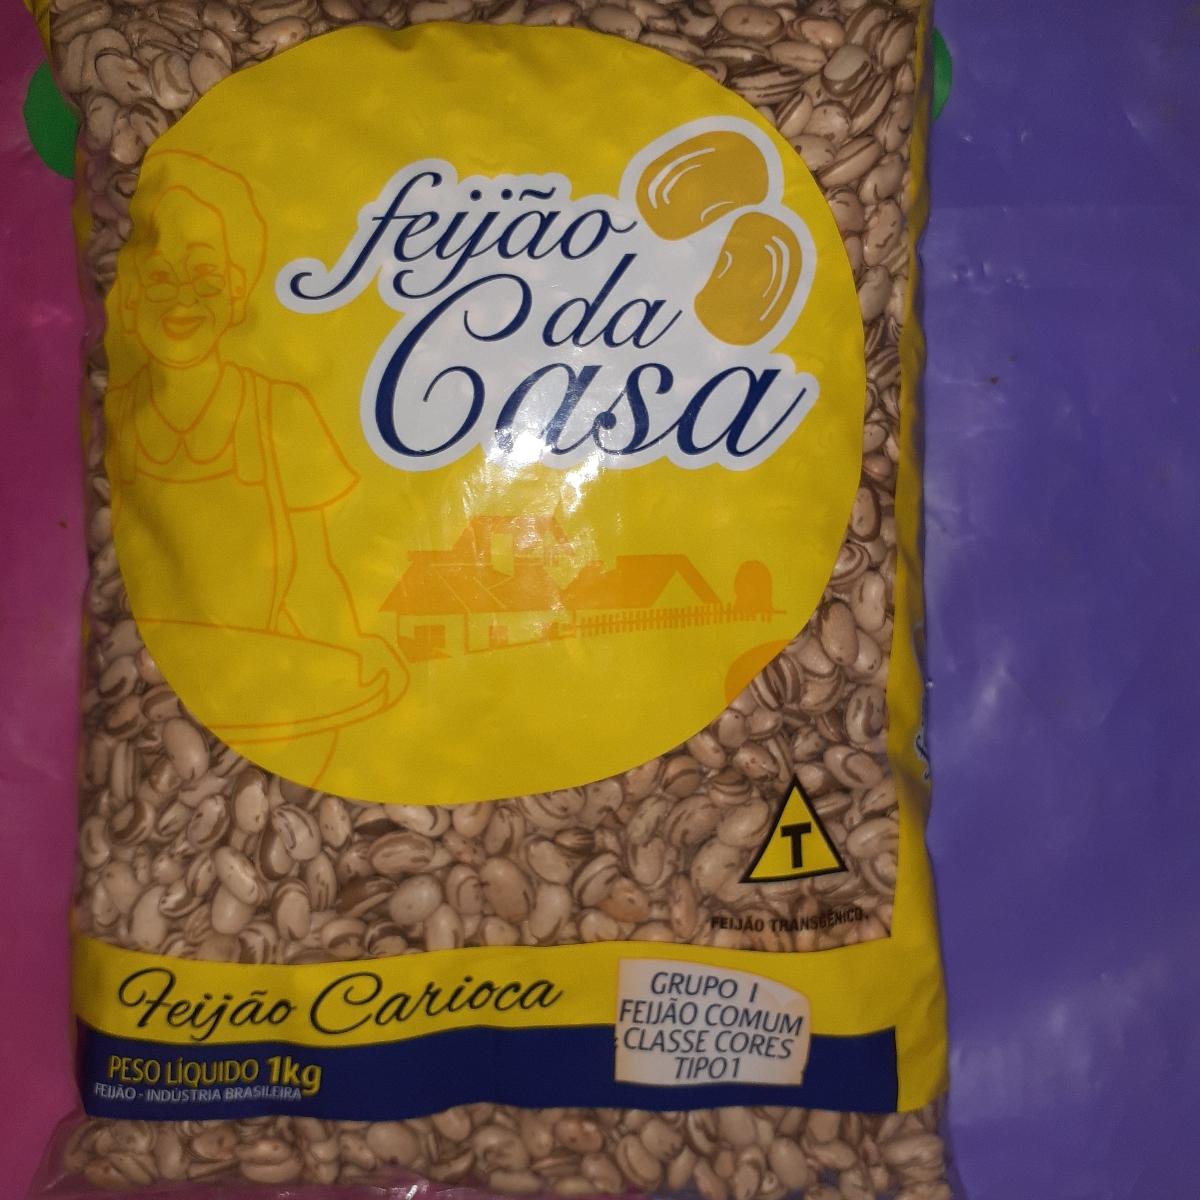 feijão
da
Casa
T
FEIJÃO TRANSGÊNICO.
Feijão Carioca
GRUPO I
FEIJÃO COMUM
CLASSE CORES
TIPO1
PESO LÍQUIDO 1kg
FEIJÃO - INDÚSTRIA BRASILEIRA